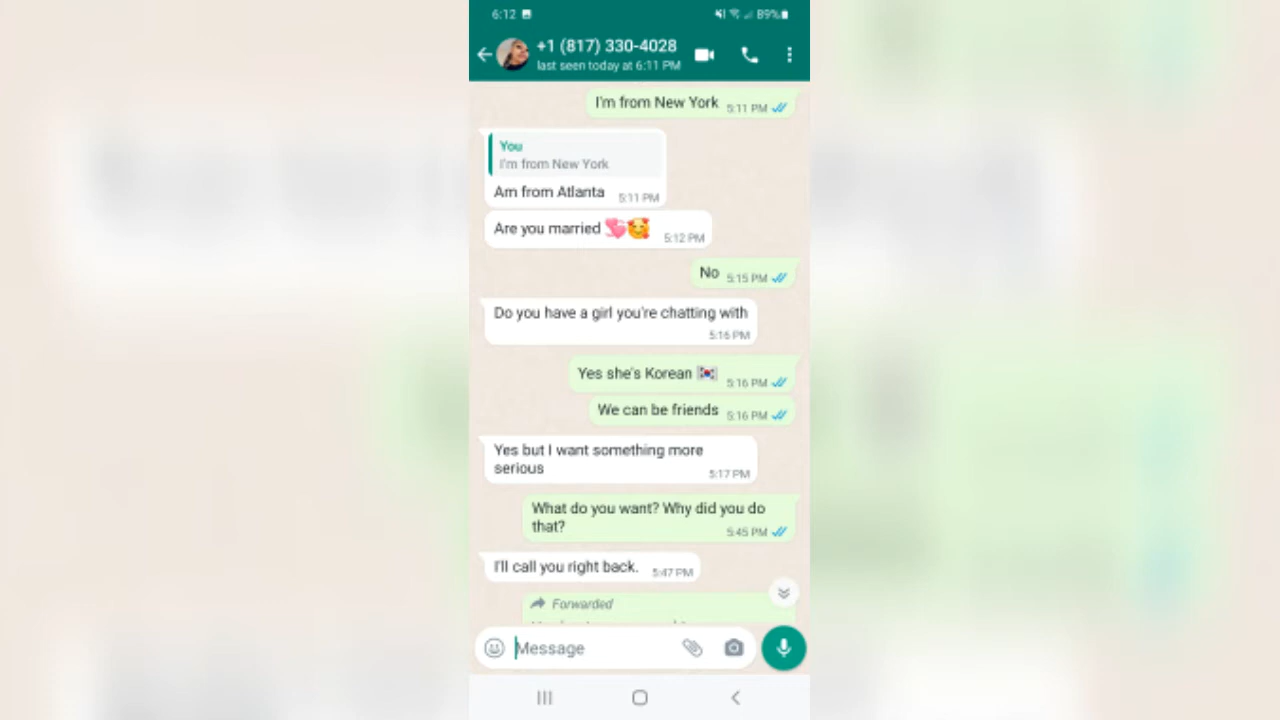 6:12
89%
+1 (817) 330-4028
last seen today at 6:11 PM
I'm from New York 5:11 PM
You
I'm from New York
Am from Atlanta 5:11 PM
Are you married 💕🥰 5:12 PM
No 5:15 PM
Do you have a girl you're chatting with
5:16 PM
Yes she's Korean 🇰🇷 5:16 PM
We can be friends 5:16 PM
Yes but I want something more
serious 5:17 PM
What do you want? Why did you do
that? 5:45 PM
I'll call you right back. 5:47 PM
Forwarded
Message